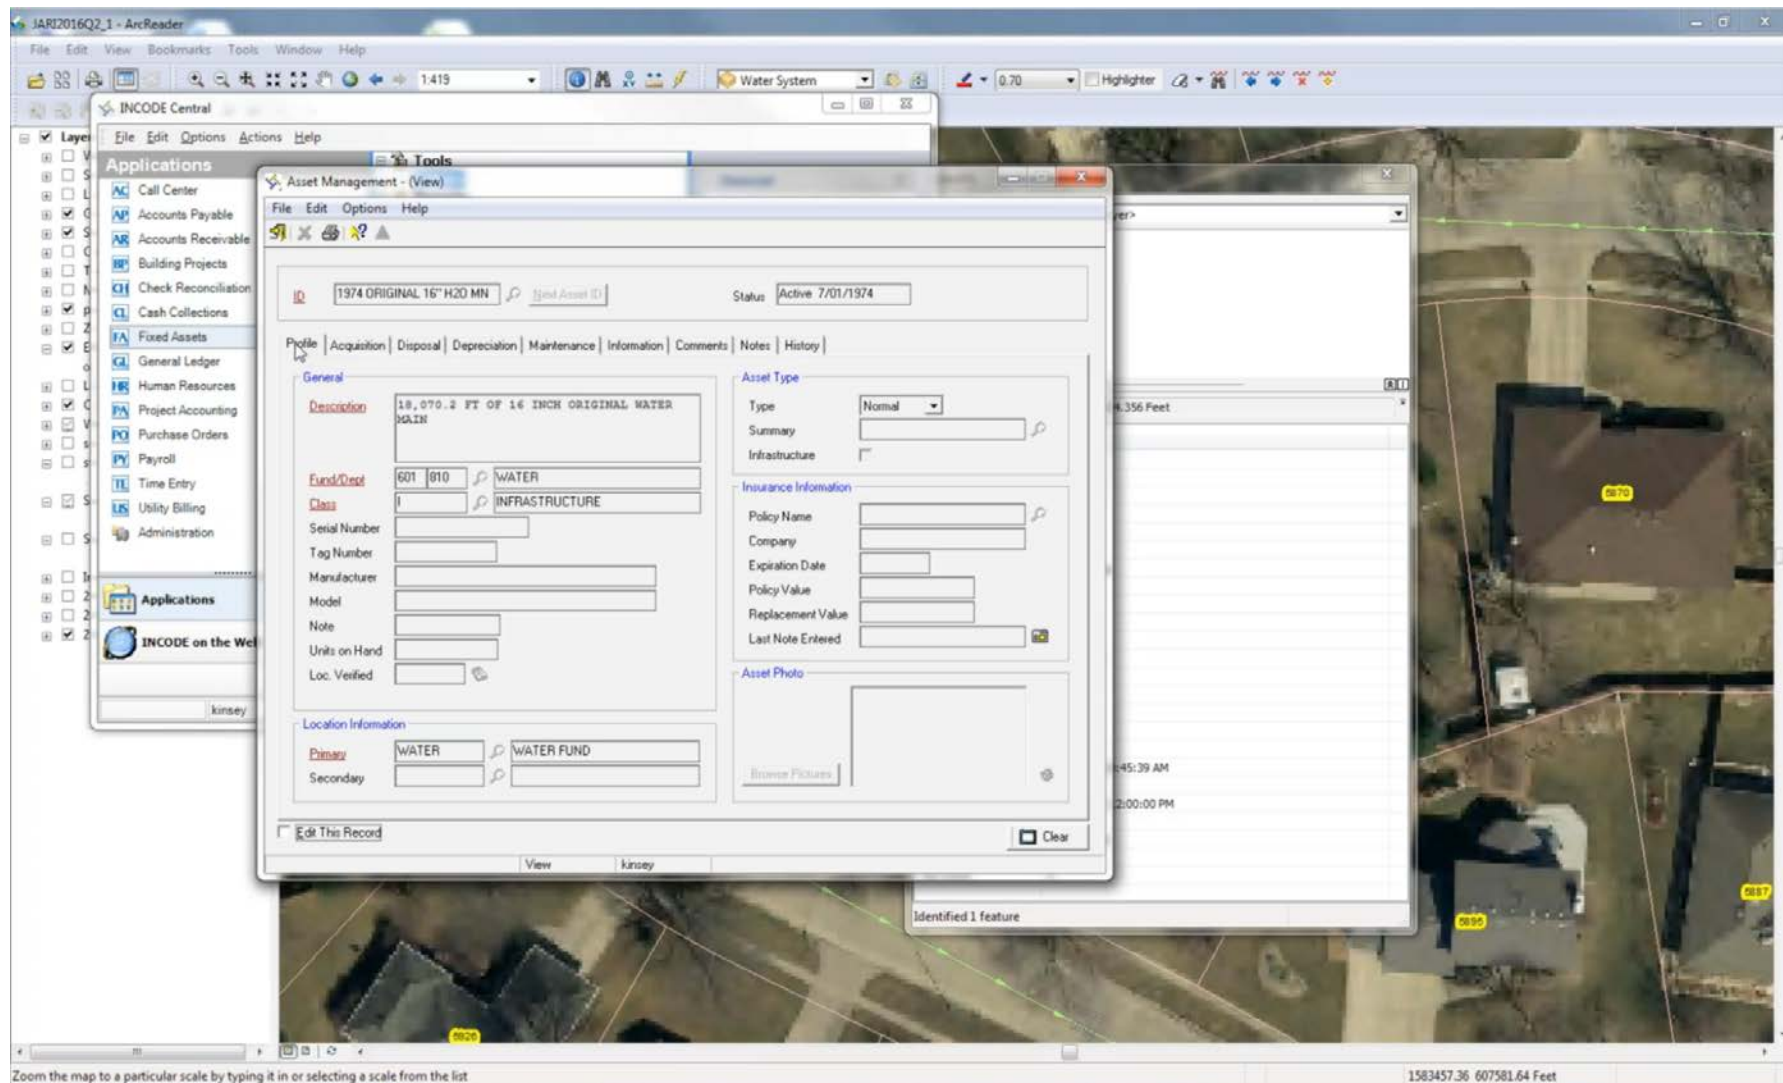 JARI2016Q2_1 - ArcReader
File Edit View Bookmarks Tools Window Help
1:419 Water System 0.70 Highlighter
INCODE Central
File Edit Options Actions Help
Applications
Tools
Call Center
Accounts Payable
Accounts Receivable
Building Projects
Check Reconciliation
Cash Collections
Fixed Assets
General Ledger
Human Resources
Project Accounting
Purchase Orders
Payroll
Time Entry
Utility Billing
Administration
Applications
INCODE on the Wel
kinsey
Asset Management - (View)
File Edit Options Help
ID 1974 ORIGINAL 16" H2O MN Next Asset ID Status Active 7/01/1974
Profile Acquisition Disposal Depreciation Maintenance Information Comments Notes History
General
Description 18,070.2 FT OF 16 INCH ORIGINAL WATER
MAIN
Fund/Dept 601 810 WATER
Class I INFRASTRUCTURE
Serial Number
Tag Number
Manufacturer
Model
Note
Units on Hand
Loc. Verified
Location Information
Primary WATER WATER FUND
Secondary
Asset Type
Type Normal
Summary
Infrastructure
Insurance Information
Policy Name
Company
Expiration Date
Policy Value
Replacement Value
Last Note Entered
Asset Photo
Browse Pictures
Edit This Record
Clear
View kinsey
yer>
4.356 Feet
:45:39 AM
2:00:00 PM
Identified 1 feature
5870
5887
5895
5926
Zoom the map to a particular scale by typing it in or selecting a scale from the list
1583457.36 607581.64 Feet